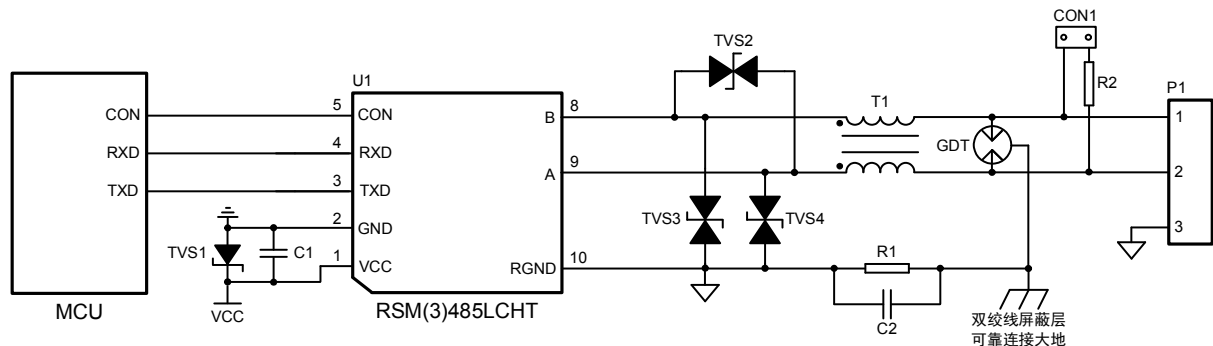 CON1
TVS2
R2
U1
T1
P1
CON
5
CON
B
8
1
RXD
4
RXD
GDT
TXD
3
TXD
A
9
2
2
GND
TVS1
C1
TVS3
TVS4
3
1
VCC
RGND
10
R1
VCC
C2
MCU
RSM(3)485LCHT
双绞线屏蔽层
可靠连接大地